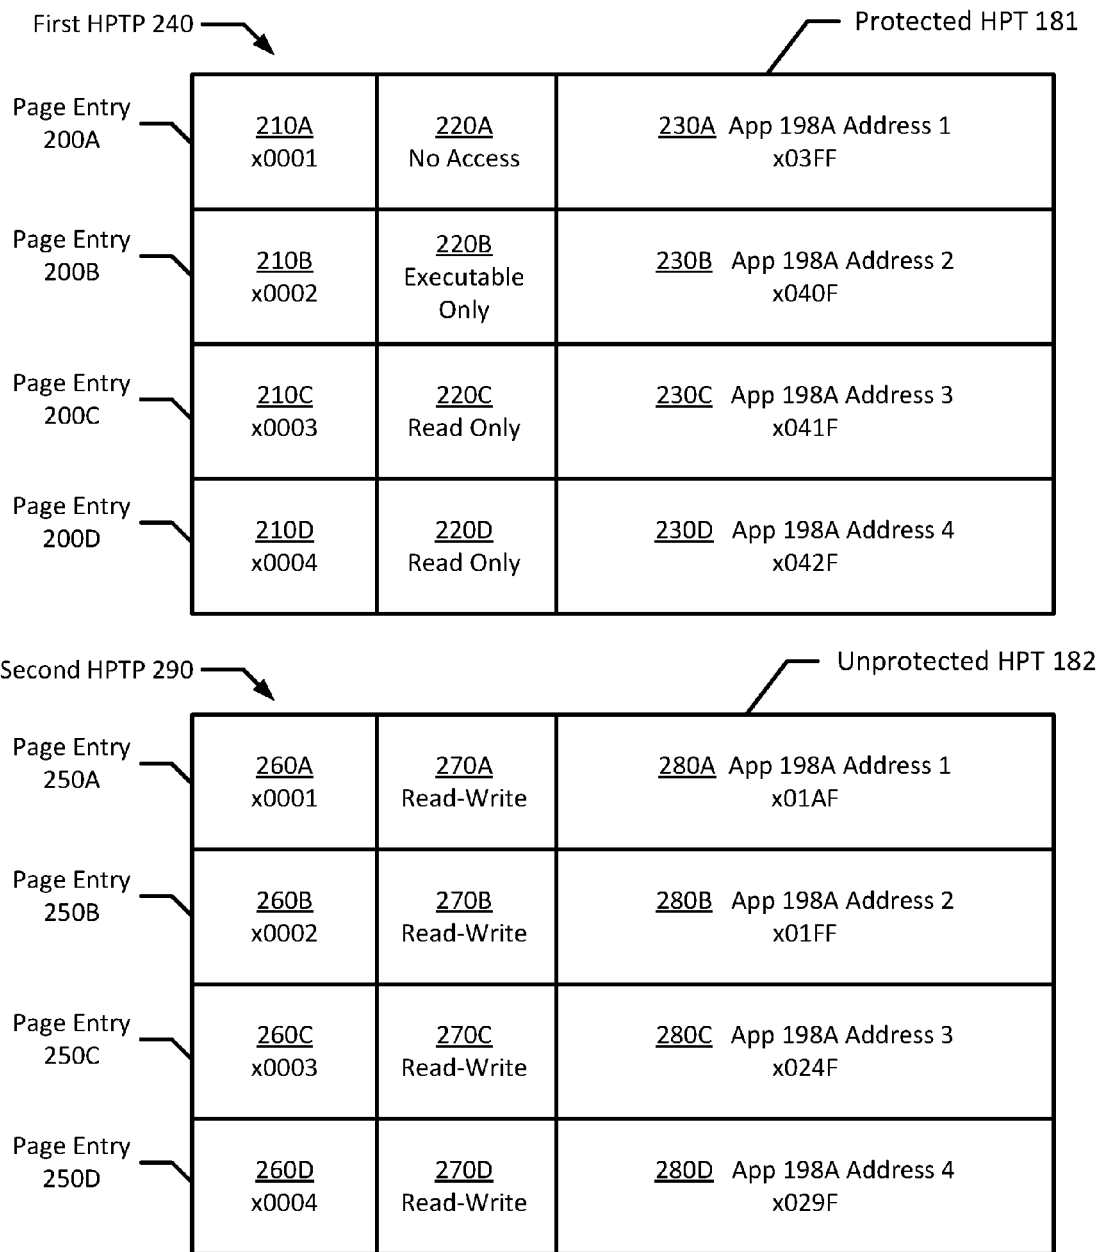 First HPTP 240
Protected HPT 181
Page Entry
200A
210A
x0001
220A
No Access
230A App 198A Address 1
x03FF
Page Entry
200B
210B
x0002
220B
Executable
Only
230B App 198A Address 2
x040F
Page Entry
200C
210C
x0003
220C
Read Only
230C App 198A Address 3
x041F
Page Entry
200D
210D
x0004
220D
Read Only
230D App 198A Address 4
x042F
Second HPTP 290
Unprotected HPT 182
Page Entry
250A
260A
x0001
270A
Read-Write
280A App 198A Address 1
x01AF
Page Entry
250B
260B
x0002
270B
Read-Write
280B App 198A Address 2
x01FF
Page Entry
250C
260C
x0003
270C
Read-Write
280C App 198A Address 3
x024F
Page Entry
250D
260D
x0004
270D
Read-Write
280D App 198A Address 4
x029F